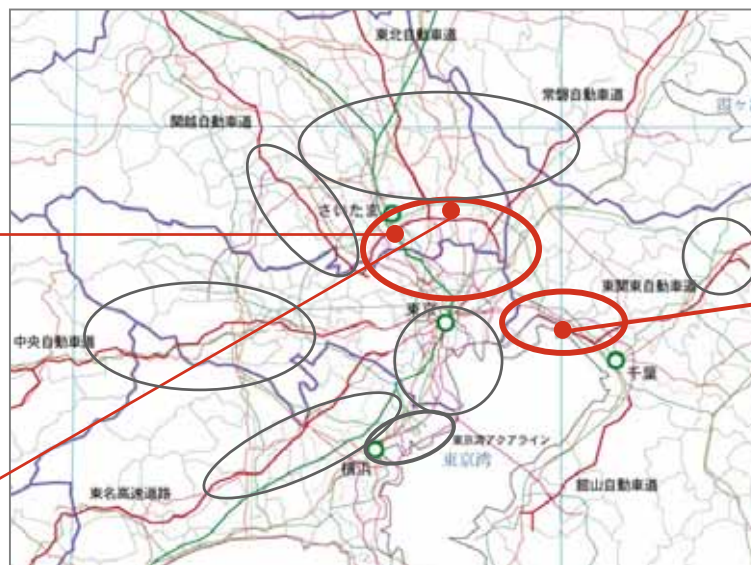 東北自動車道
常磐自動車道
関越自動車道
さいたま
東関東自動車道
東京
中央自動車道
千葉
東京湾アクアライン
横浜
東京湾
東名高速道路
館山自動車道